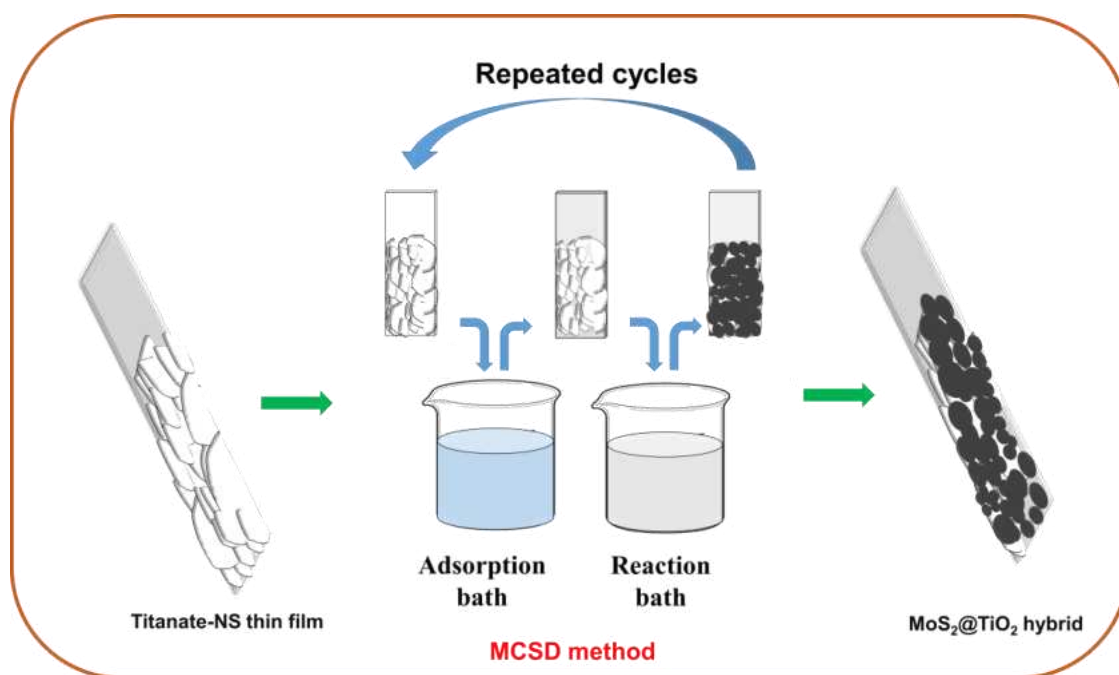 Repeated cycles
Adsorption
bath
Reaction
bath
Titanate-NS thin film
MoS₂@TiO₂ hybrid
MCSD method